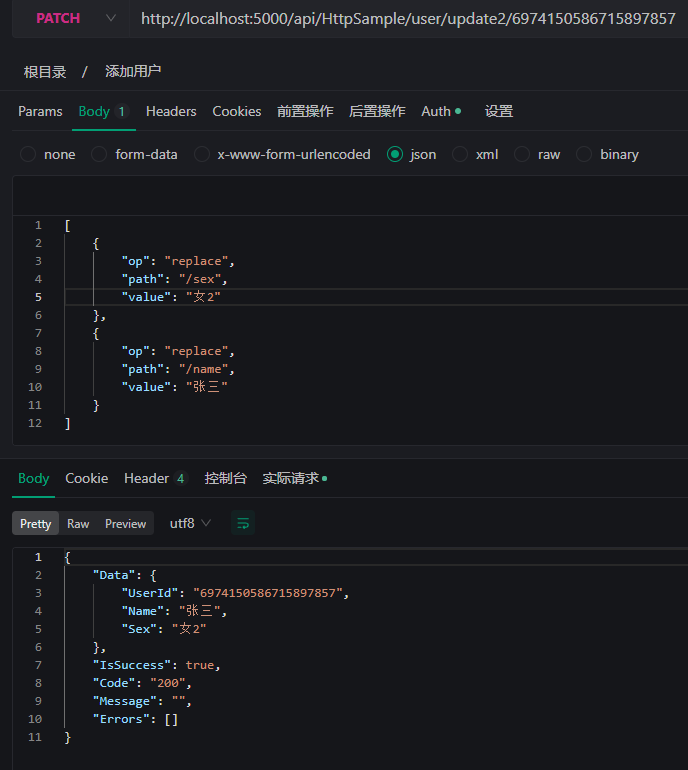 PATCH http://localhost:5000/api/HttpSample/user/update2/6974150586715897857
根目录 / 添加用户
Params Body 1 Headers Cookies 前置操作 后置操作 Auth 设置
none form-data x-www-form-urlencoded json xml raw binary
1 [
2 {
3 "op": "replace",
4 "path": "/sex",
5 "value": "女2"
6 },
7 {
8 "op": "replace",
9 "path": "/name",
10 "value": "张三"
11 }
12 ]
Body Cookie Header 4 控制台 实际请求
Pretty Raw Preview utf8
1 {
2 "Data": {
3 "UserId": "6974150586715897857",
4 "Name": "张三",
5 "Sex": "女2"
6 },
7 "IsSuccess": true,
8 "Code": "200",
9 "Message": "",
10 "Errors": []
11 }